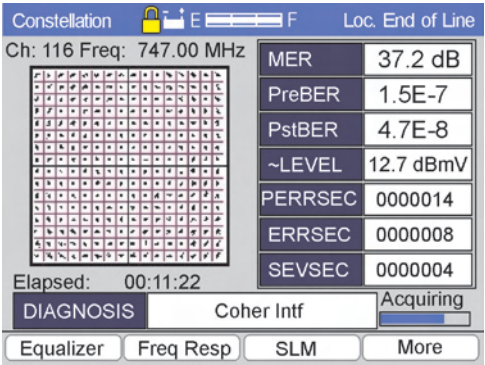 Constellation E F Loc. End of Line
Ch: 116 Freq: 747.00 MHz
MER 37.2 dB
PreBER 1.5E-7
PstBER 4.7E-8
~LEVEL 12.7 dBmV
PERRSEC 0000014
ERRSEC 0000008
SEVSEC 0000004
Elapsed: 00:11:22
DIAGNOSIS Coher Intf Acquiring
Equalizer Freq Resp SLM More